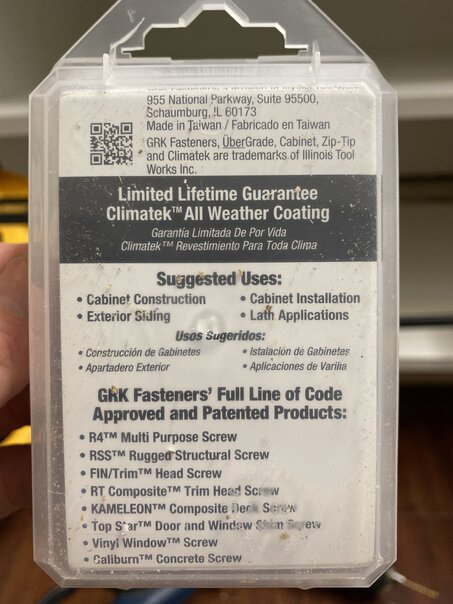 955 National Parkway, Suite 95500,
Schaumburg, IL 60173
Made in Taiwan / Fabricado en Taiwan
GRK Fasteners, ÜberGrade, Cabinet, Zip-Tip
and Climatek are trademarks of Illinois Tool
Works Inc.
Limited Lifetime Guarantee
Climatek™ All Weather Coating
Garantía Limitada De Por Vida
Climatek™ Revestimiento Para Toda Clima
Suggested Uses:
• Cabinet Construction
• Exterior Siding
• Cabinet Installation
• Lath Applications
Usos Sugeridos:
• Construcción de Gabinetes
• Apartadero Exterior
• Istalación de Gabinetes
• Aplicaciones de Varilia
GRK Fasteners' Full Line of Code
Approved and Patented Products:
• R4™ Multi Purpose Screw
• RSS™ Rugged Structural Screw
• FIN/Trim™ Head Screw
• RT Composite™ Trim Head Screw
• KAMELEON™ Composite Deck Screw
• Top Star™ Door and Window Shim Screw
• Vinyl Window™ Screw
• Caliburn™ Concrete Screw